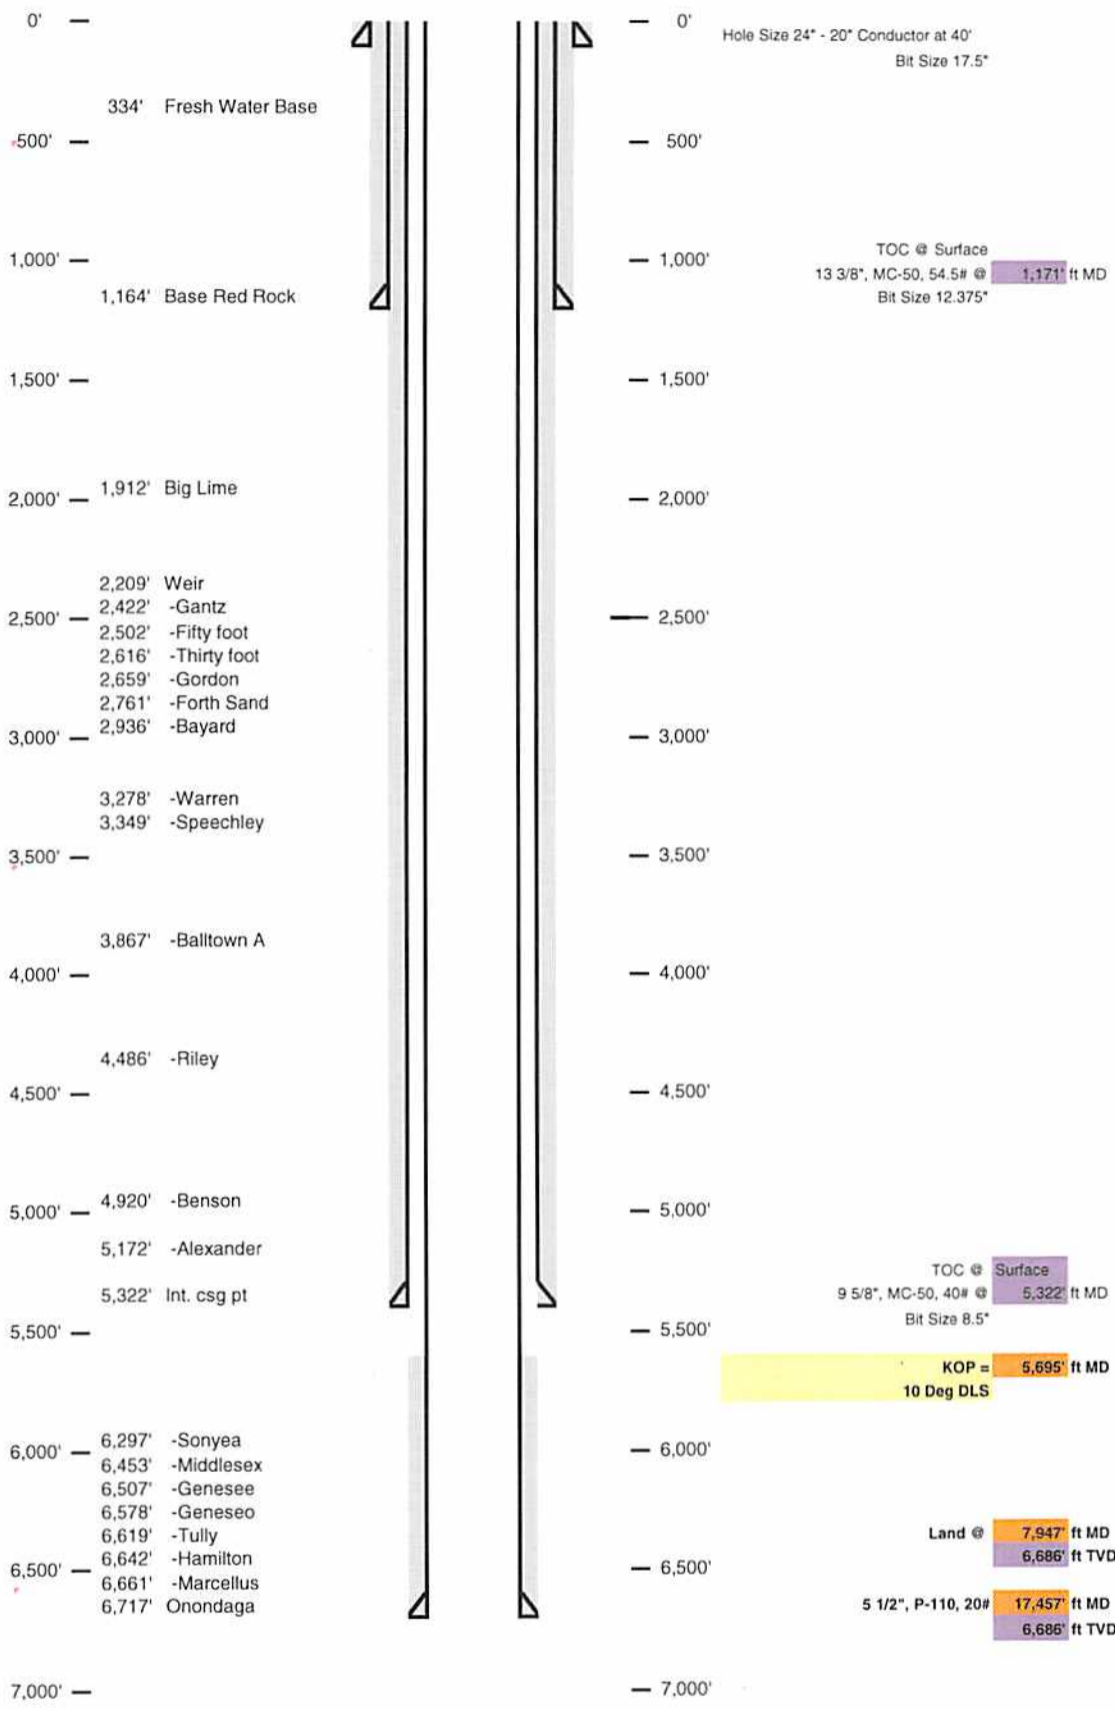 0'
334' Fresh Water Base
500'
1,000'
1,164' Base Red Rock
1,500'
1,912' Big Lime
2,000'
2,209' Weir
2,422' -Gantz
2,500'
2,502' -Fifty foot
2,616' -Thirty foot
2,659' -Gordon
2,761' -Forth Sand
2,936' -Bayard
3,000'
3,278' -Warren
3,349' -Speechley
3,500'
3,867' -Balltown A
4,000'
4,486' -Riley
4,500'
4,920' -Benson
5,000'
5,172' -Alexander
5,322' Int. csg pt
5,500'
6,297' -Sonyea
6,000'
6,453' -Middlesex
6,507' -Genesee
6,578' -Geneseo
6,619' -Tully
6,642' -Hamilton
6,500'
6,661' -Marcellus
6,717' Onondaga
7,000'
0'
500'
1,000'
1,500'
2,000'
2,500'
3,000'
3,500'
4,000'
4,500'
5,000'
5,500'
6,000'
6,500'
7,000'
Hole Size 24" - 20" Conductor at 40'
Bit Size 17.5"
TOC @ Surface
13 3/8", MC-50, 54.5# @ 1,171' ft MD
Bit Size 12.375"
TOC @ Surface
9 5/8", MC-50, 40# @ 5,322' ft MD
Bit Size 8.5"
KOP = 5,695' ft MD
10 Deg DLS
Land @ 7,947' ft MD
6,686' ft TVD
5 1/2", P-110, 20# 17,457' ft MD
6,686' ft TVD